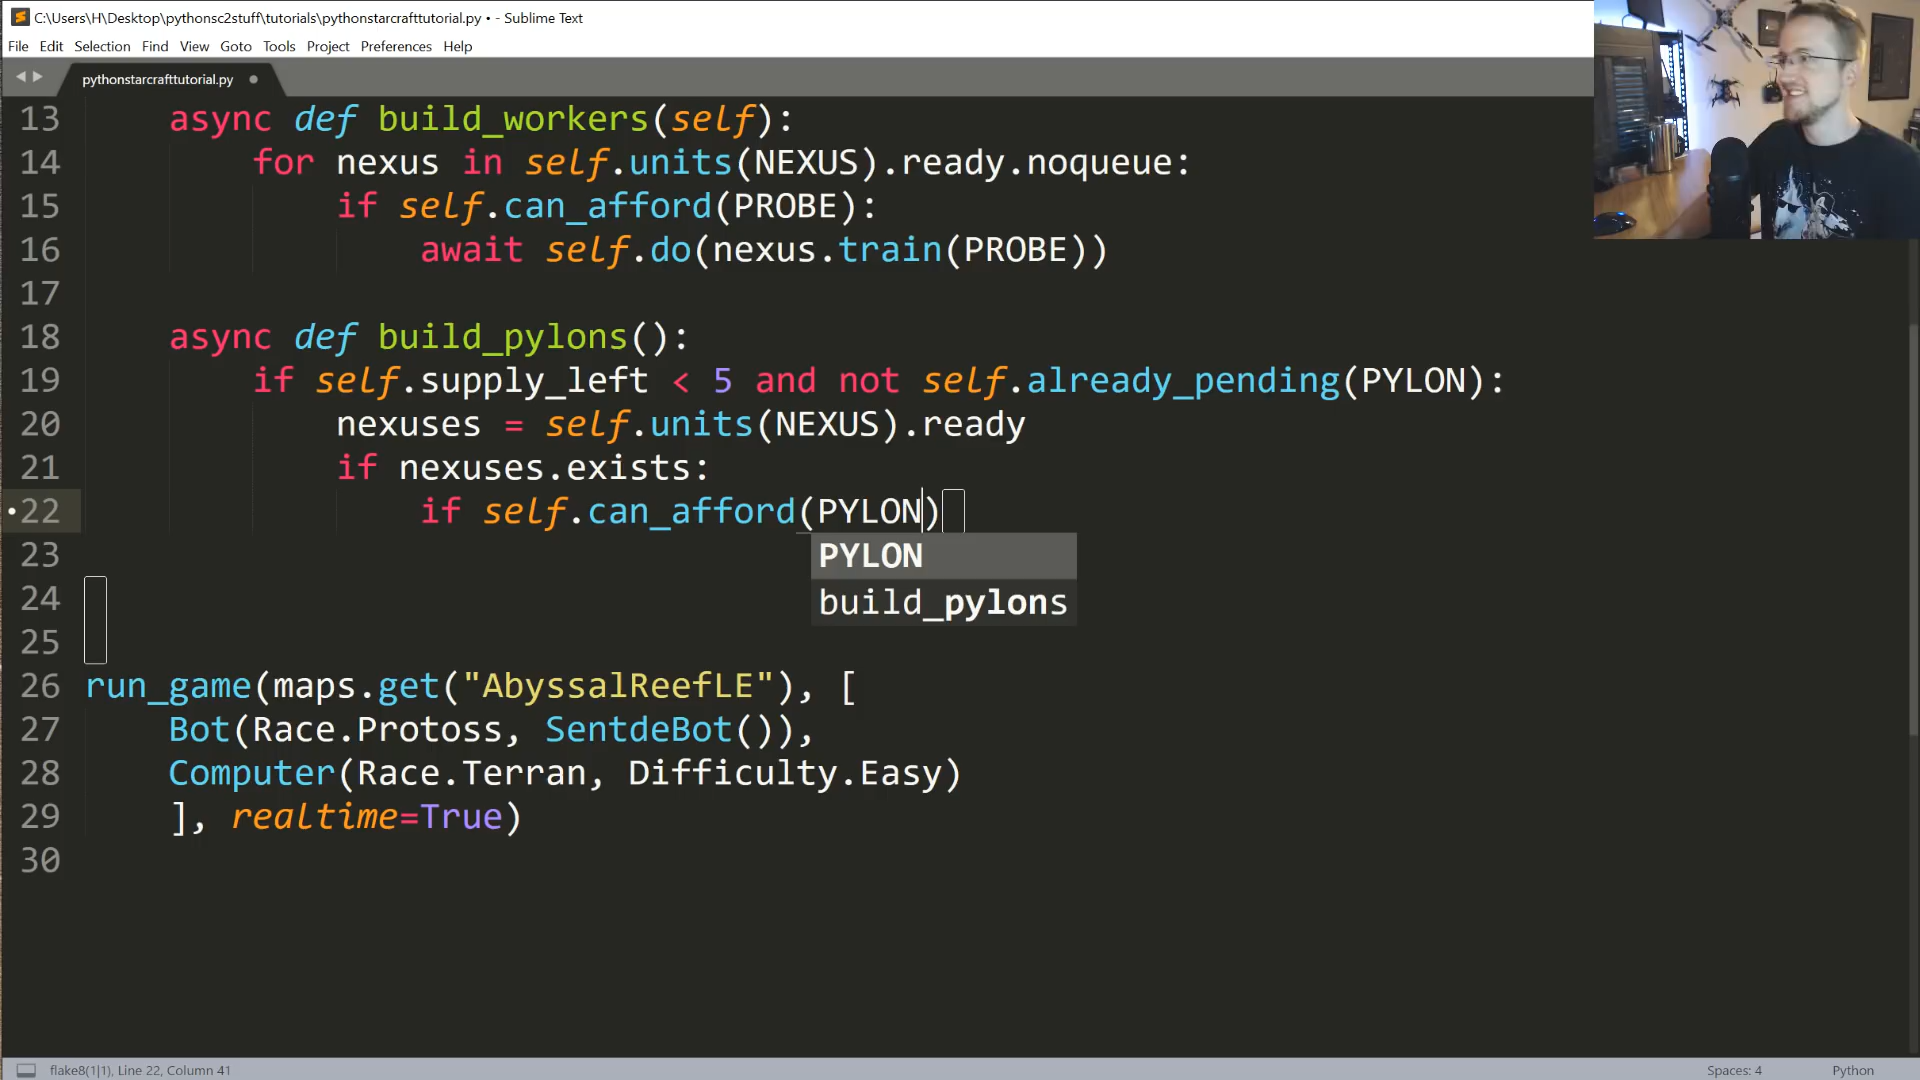 C:\Users\H\Desktop\pythonsc2stuff\tutorials\pythonstarcrafttutorial.py • - Sublime Text
File Edit Selection Find View Goto Tools Project Preferences Help
pythonstarcrafttutorial.py
13 async def build_workers(self):
14 for nexus in self.units(NEXUS).ready.noqueue:
15 if self.can_afford(PROBE):
16 await self.do(nexus.train(PROBE))
17
18 async def build_pylons():
19 if self.supply_left < 5 and not self.already_pending(PYLON):
20 nexuses = self.units(NEXUS).ready
21 if nexuses.exists:
22 if self.can_afford(PYLON)
PYLON
build_pylons
23
24
25
26 run_game(maps.get("AbyssalReefLE"), [
27 Bot(Race.Protoss, SentdeBot()),
28 Computer(Race.Terran, Difficulty.Easy)
29 ], realtime=True)
30
flake8(1|1), Line 22, Column 41
Spaces: 4
Python